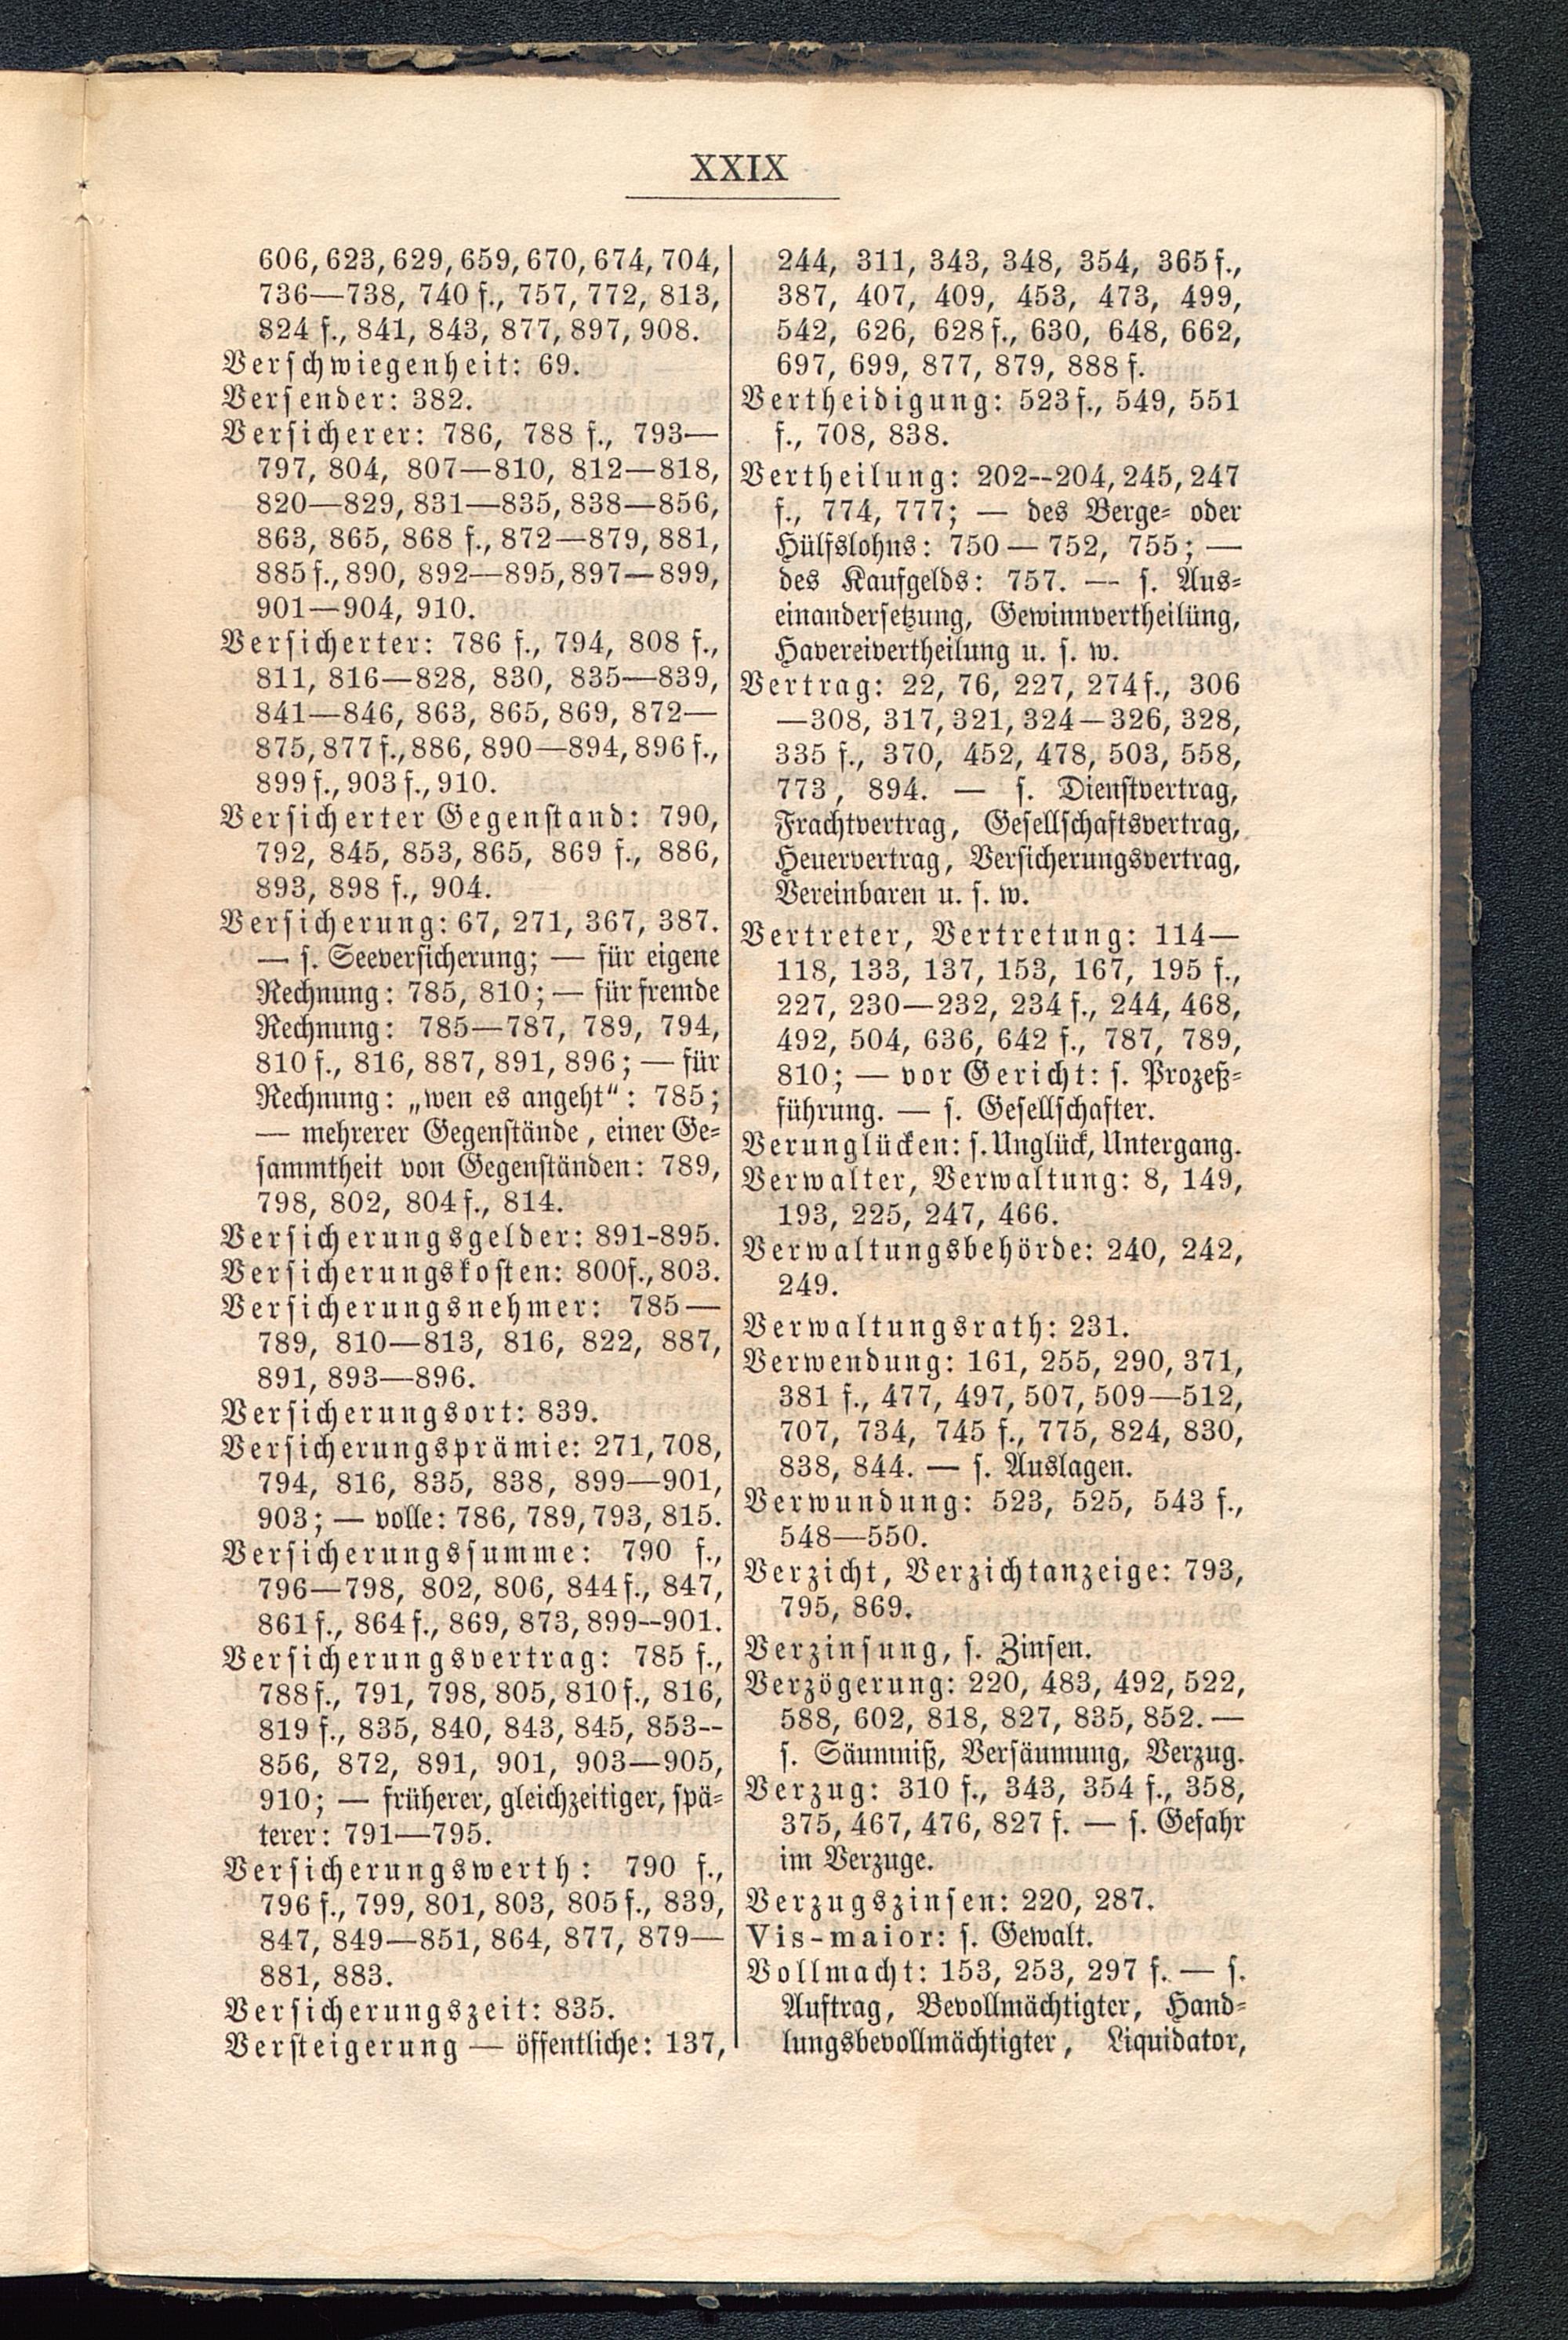 XXIX
606, 623, 629, 659, 670, 674, 704,
736—738, 740 f., 757, 772, 813,
824 f., 841, 843, 877, 897, 908.
Verschwiegenheit: 69.
Versender: 382.
Versicherer: 786, 788 f., 793—
797, 804, 807—810, 812—818,
820—829, 831—835, 838—856,
863, 865, 868 f., 872—879, 881,
885 f., 890, 892—895, 897—899,
901—904, 910.
Versicherter: 786 f., 794, 808 f.,
811, 816—828, 830, 835—839,
841—846, 863, 865, 869, 872—
875, 877 f., 886, 890—894, 896 f.,
899 f., 903 f., 910.
Versicherter Gegenstand: 790,
792, 845, 853, 865, 869 f., 886,
893, 898 f., 904.
Versicherung: 67, 271, 367, 387.
— s. Seeversicherung; — für eigene
Rechnung: 785, 810; — für fremde
Rechnung: 785—787, 789, 794,
810 f., 816, 887, 891, 896; — für
Rechnung: „wen es angeht“: 785;
— mehrerer Gegenstände, einer Ge-
sammtheit von Gegenständen: 789,
798, 802, 804 f., 814.
Versicherungsgelder: 891-895.
Versicherungskosten: 800f., 803.
Versicherungsnehmer: 785—
789, 810—813, 816, 822, 887,
891, 893—896.
Versicherungsort: 839.
Versicherungsprämie: 271, 708,
794, 816, 835, 838, 899—901,
903; — volle: 786, 789, 793, 815.
Versicherungssumme: 790 f.,
796—798, 802, 806, 844 f., 847,
861 f., 864 f., 869, 873, 899--901.
Versicherungsvertrag: 785 f.,
788 f., 791, 798, 805, 810 f., 816,
819 f., 835, 840, 843, 845, 853--
856, 872, 891, 901, 903—905,
910; — früherer, gleichzeitiger, spä-
terer: 791—795.
Versicherungswerth: 790 f.,
796 f., 799, 801, 803, 805 f., 839,
847, 849—851, 864, 877, 879—
881, 883.
Versicherungszeit: 835.
Versteigerung — öffentliche: 137,
244, 311, 343, 348, 354, 365 f.,
387, 407, 409, 453, 473, 499,
542, 626, 628 f., 630, 648, 662,
697, 699, 877, 879, 888 f.
Vertheidigung: 523 f., 549, 551
f., 708, 838.
Vertheilung: 202--204, 245, 247
f., 774, 777; — des Berge- oder
Hülfslohns: 750—752, 755; —
des Kaufgelds: 757. — s. Aus-
einandersetzung, Gewinnvertheilüng,
Havereivertheilung u. s. w.
Vertrag: 22, 76, 227, 274 f., 306
—308, 317, 321, 324—326, 328,
335 f., 370, 452, 478, 503, 558,
773, 894. — s. Dienstvertrag,
Frachtvertrag, Gesellschaftsvertrag,
Heuervertrag, Versicherungsvertrag,
Vereinbaren u. s. w.
Vertreter, Vertretung: 114—
118, 133, 137, 153, 167, 195 f.,
227, 230—232, 234 f., 244, 468,
492, 504, 636, 642 f., 787, 789,
810; — vor Gericht: s. Prozeß-
führung. — s. Gesellschafter.
Verunglücken: s. Unglück, Untergang.
Verwalter, Verwaltung: 8, 149,
193, 225, 247, 466.
Verwaltungsbehörde: 240, 242,
249.
Verwaltungsrath: 231.
Verwendung: 161, 255, 290, 371,
381 f., 477, 497, 507, 509—512,
707, 734, 745 f., 775, 824, 830,
838, 844. — s. Auslagen.
Verwundung: 523, 525, 543 f.,
548—550.
Verzicht, Verzichtanzeige: 793,
795, 869.
Verzinsung, s. Zinsen.
Verzögerung: 220, 483, 492, 522,
588, 602, 818, 827, 835, 852. —
s. Säumniß, Versäumung, Verzug.
Verzug: 310 f., 343, 354 f., 358,
375, 467, 476, 827 f. — s. Gefahr
im Verzuge.
Verzugszinsen: 220, 287.
Vis-maior: s. Gewalt.
Vollmacht: 153, 253, 297 f. — s.
Auftrag, Bevollmächtigter, Hand-
lungsbevollmächtigter, Liquidator,